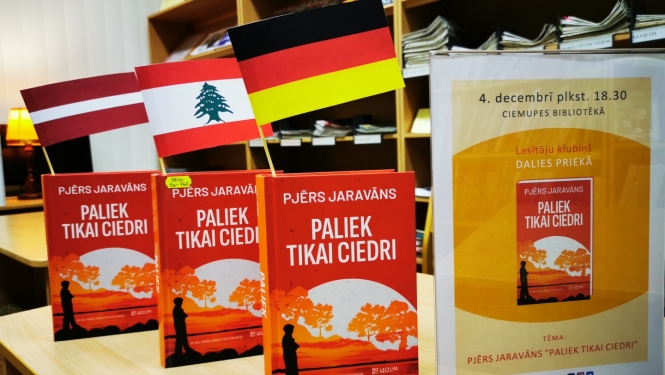 PJĒRS JARAVĀNS
PALIEK
TIKAI CIEDRI
PJĒRS JARAVĀNS
PALIEK
TIKAI CIEDRI
PJĒRS JARAVĀNS
PALIEK
TIKAI CIEDRI
4. decembrī plkst. 18.30
CIEMUPES BIBLIOTĒKĀ
Lasītāju klubiņš
DALIES PRIEKĀ
PJĒRS JARAVĀNS
PALIEK
TIKAI CIEDRI
TĒMA:
PJĒRS JARAVĀNS "PALIEK TIKAI CIEDRI"